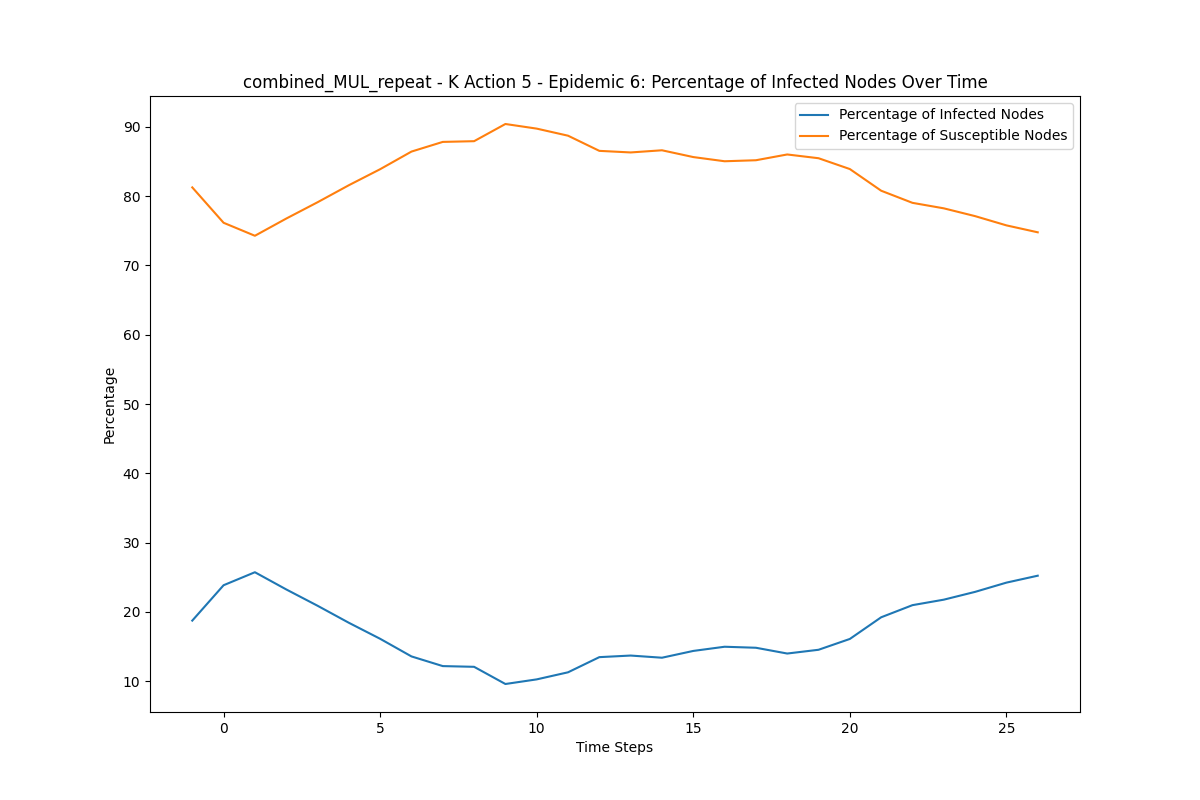 combined_MUL_repeat - K Action 5 - Epidemic 6: Percentage of Infected Nodes Over Time
Percentage of Infected Nodes
Percentage of Susceptible Nodes
90
80
70
60
50
40
30
20
10
Percentage
0 5 10 15 20 25
Time Steps